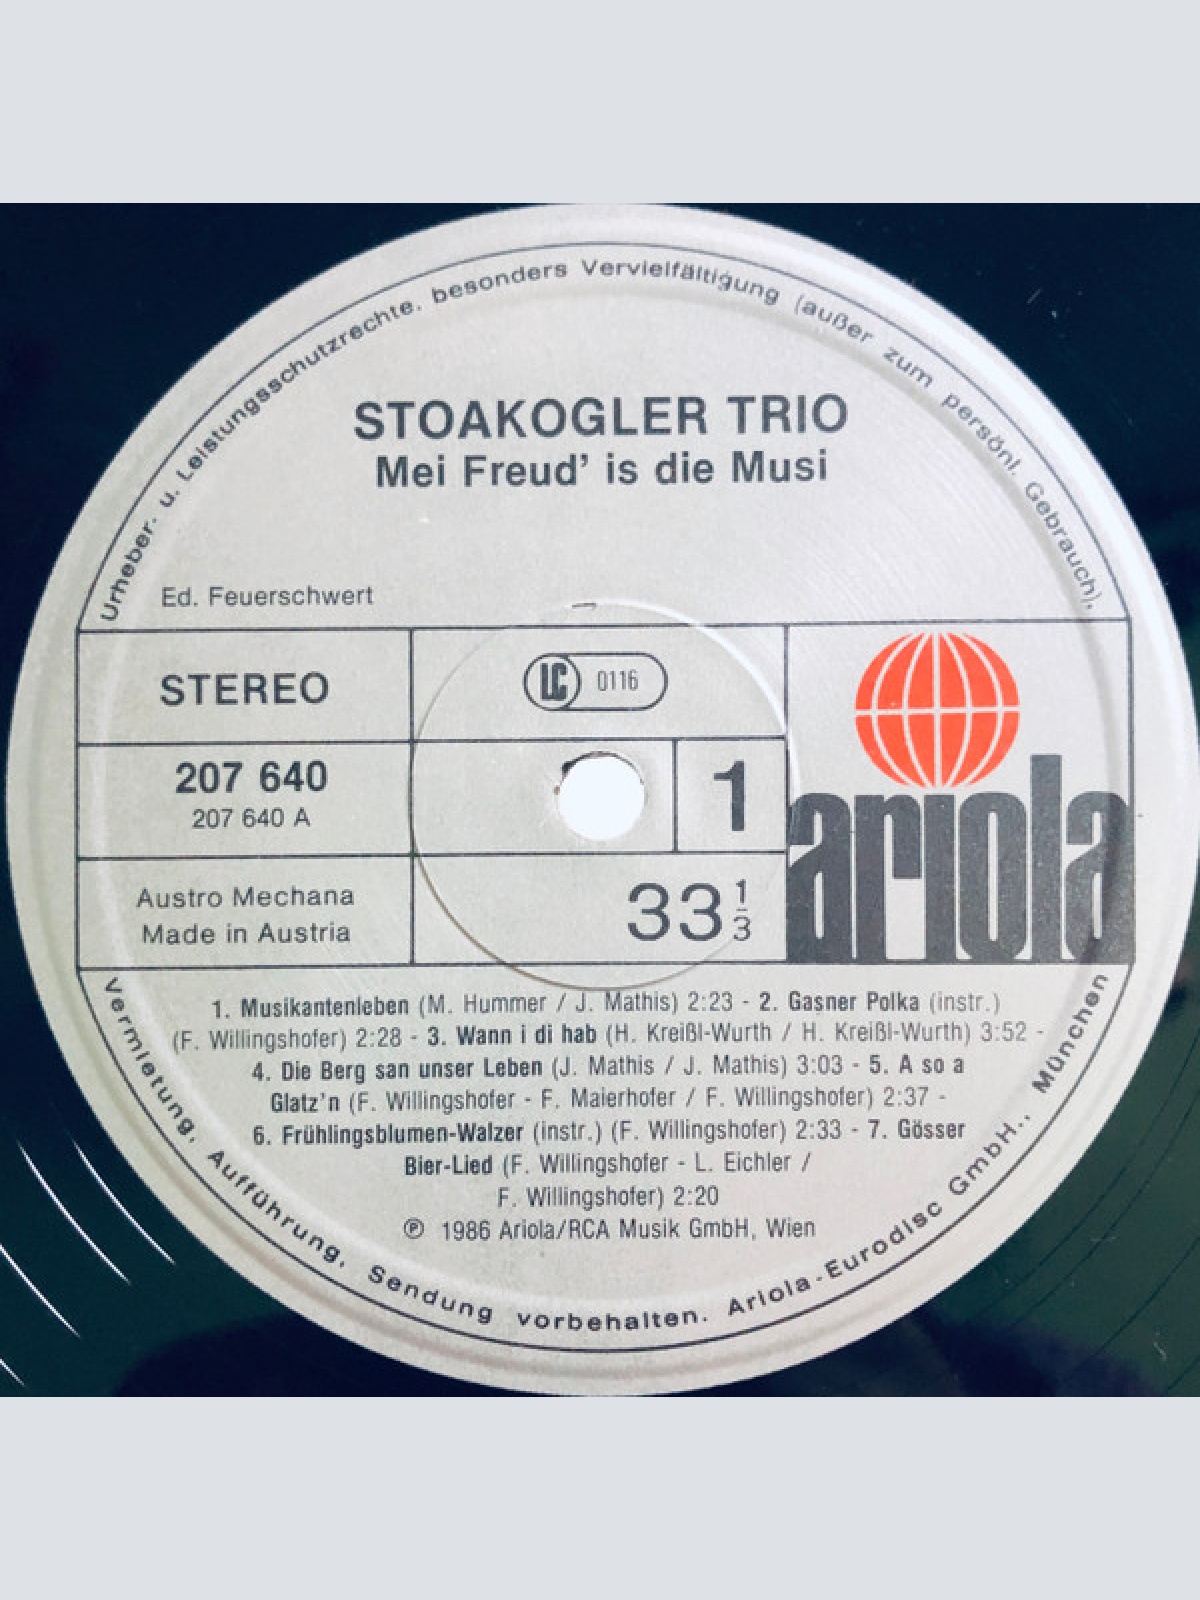 Urheber- u. Leistungsschutzrechte, besonders Vervielfältigung (außer zum persönl. Gebrauch),
STOAKOGLER TRIO
Mei Freud' is die Musi
Ed. Feuerschwert
STEREO
LC 0116
207 640
207 640 A
1
Austro Mechana
Made in Austria
33 1/3
ariola
1. Musikantenleben (M. Hummer / J. Mathis) 2:23 - 2. Gasner Polka (instr.)
(F. Willingshofer) 2:28 - 3. Wann i di hab (H. Kreißl-Wurth / H. Kreißl-Wurth) 3:52 -
4. Die Berg san unser Leben (J. Mathis / J. Mathis) 3:03 - 5. A so a
Glatz'n (F. Willingshofer - F. Maierhofer / F. Willingshofer) 2:37 -
6. Frühlingsblumen-Walzer (instr.) (F. Willingshofer) 2:33 - 7. Gösser
Bier-Lied (F. Willingshofer - L. Eichler /
F. Willingshofer) 2:20
℗ 1986 Ariola/RCA Musik GmbH, Wien
Vermietung, Aufführung, Sendung vorbehalten. Ariola-Eurodisc GmbH., München